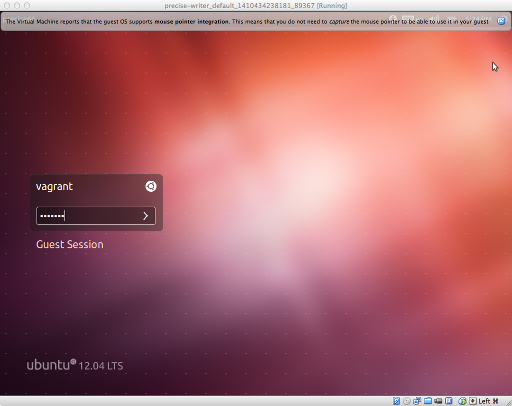 precise-writer_default_1410434238181_89367 [Running]
The Virtual Machine reports that the guest OS supports mouse pointer integration. This means that you do not need to capture the mouse pointer to be able to use it in your guest
vagrant
Guest Session
ubuntu 12.04 LTS
Left ⌘